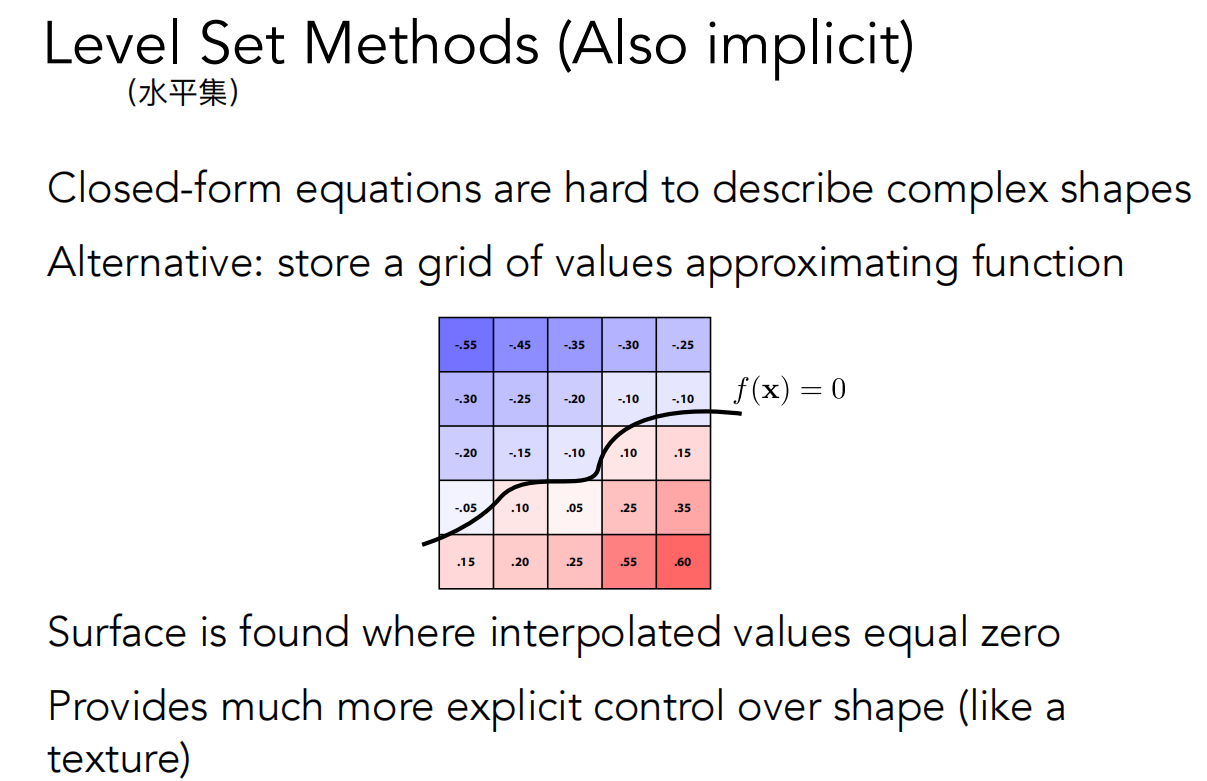 Level Set Methods (Also implicit)
(水平集)
Closed-form equations are hard to describe complex shapes
Alternative: store a grid of values approximating function
-.55 -.45 -.35 -.30 -.25
-.30 -.25 -.20 -.10 -.10
f(x) = 0
-.20 -.15 -.10 .10 .15
-.05 .10 .05 .25 .35
.15 .20 .25 .55 .60
Surface is found where interpolated values equal zero
Provides much more explicit control over shape (like a
texture)